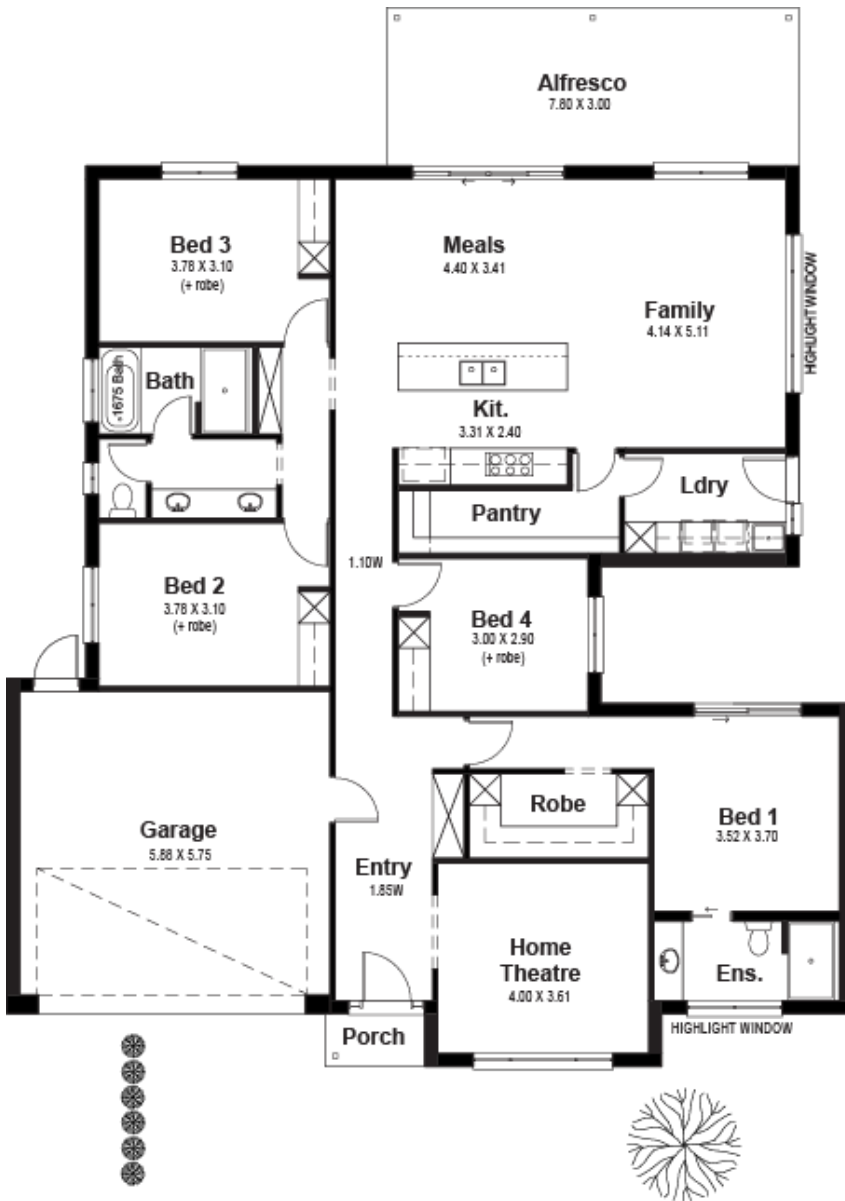 Alfresco
7.80 X 3.00
Bed 3
3.78 X 3.10
(+ robe)
Meals
4.40 X 3.41
Family
4.14 X 5.11
HIGHLIGHT WINDOW
1675 Bath
Bath
Kit.
3.31 X 2.40
Ldry
Pantry
1.10W
Bed 2
3.78 X 3.10
(+ robe)
Bed 4
3.00 X 2.90
(+ robe)
Robe
Bed 1
3.52 X 3.70
Garage
5.88 X 5.75
Entry
1.85W
Home
Theatre
4.00 X 3.61
Ens.
HIGHLIGHT WINDOW
Porch